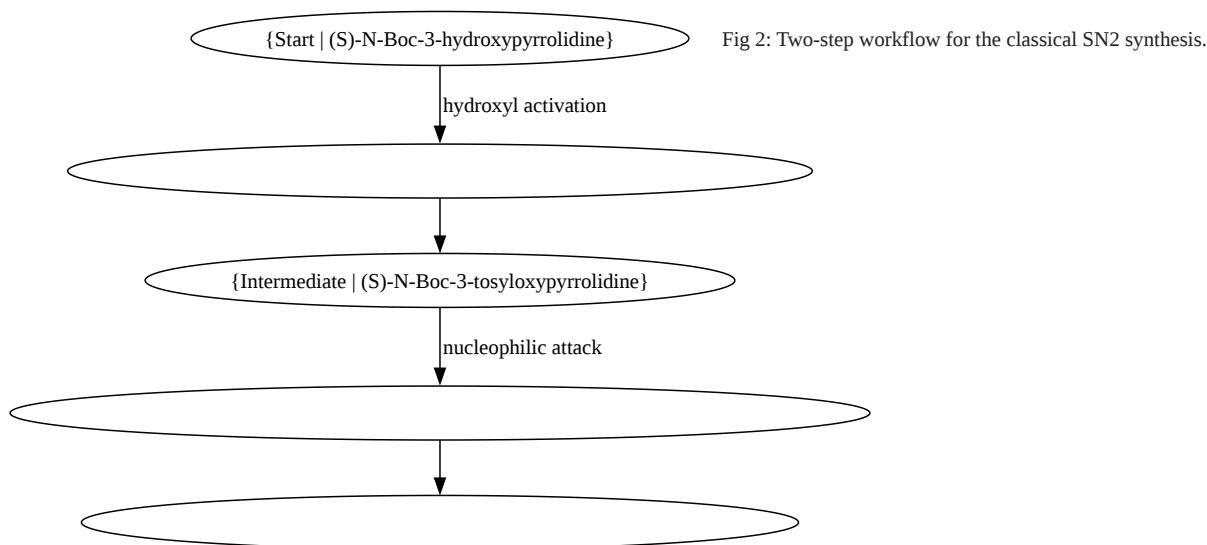 {Start | (S)-N-Boc-3-hydroxypyrrolidine}
Fig 2: Two-step workflow for the classical SN2 synthesis.
hydroxyl activation
{Intermediate | (S)-N-Boc-3-tosyloxypyrrolidine}
nucleophilic attack